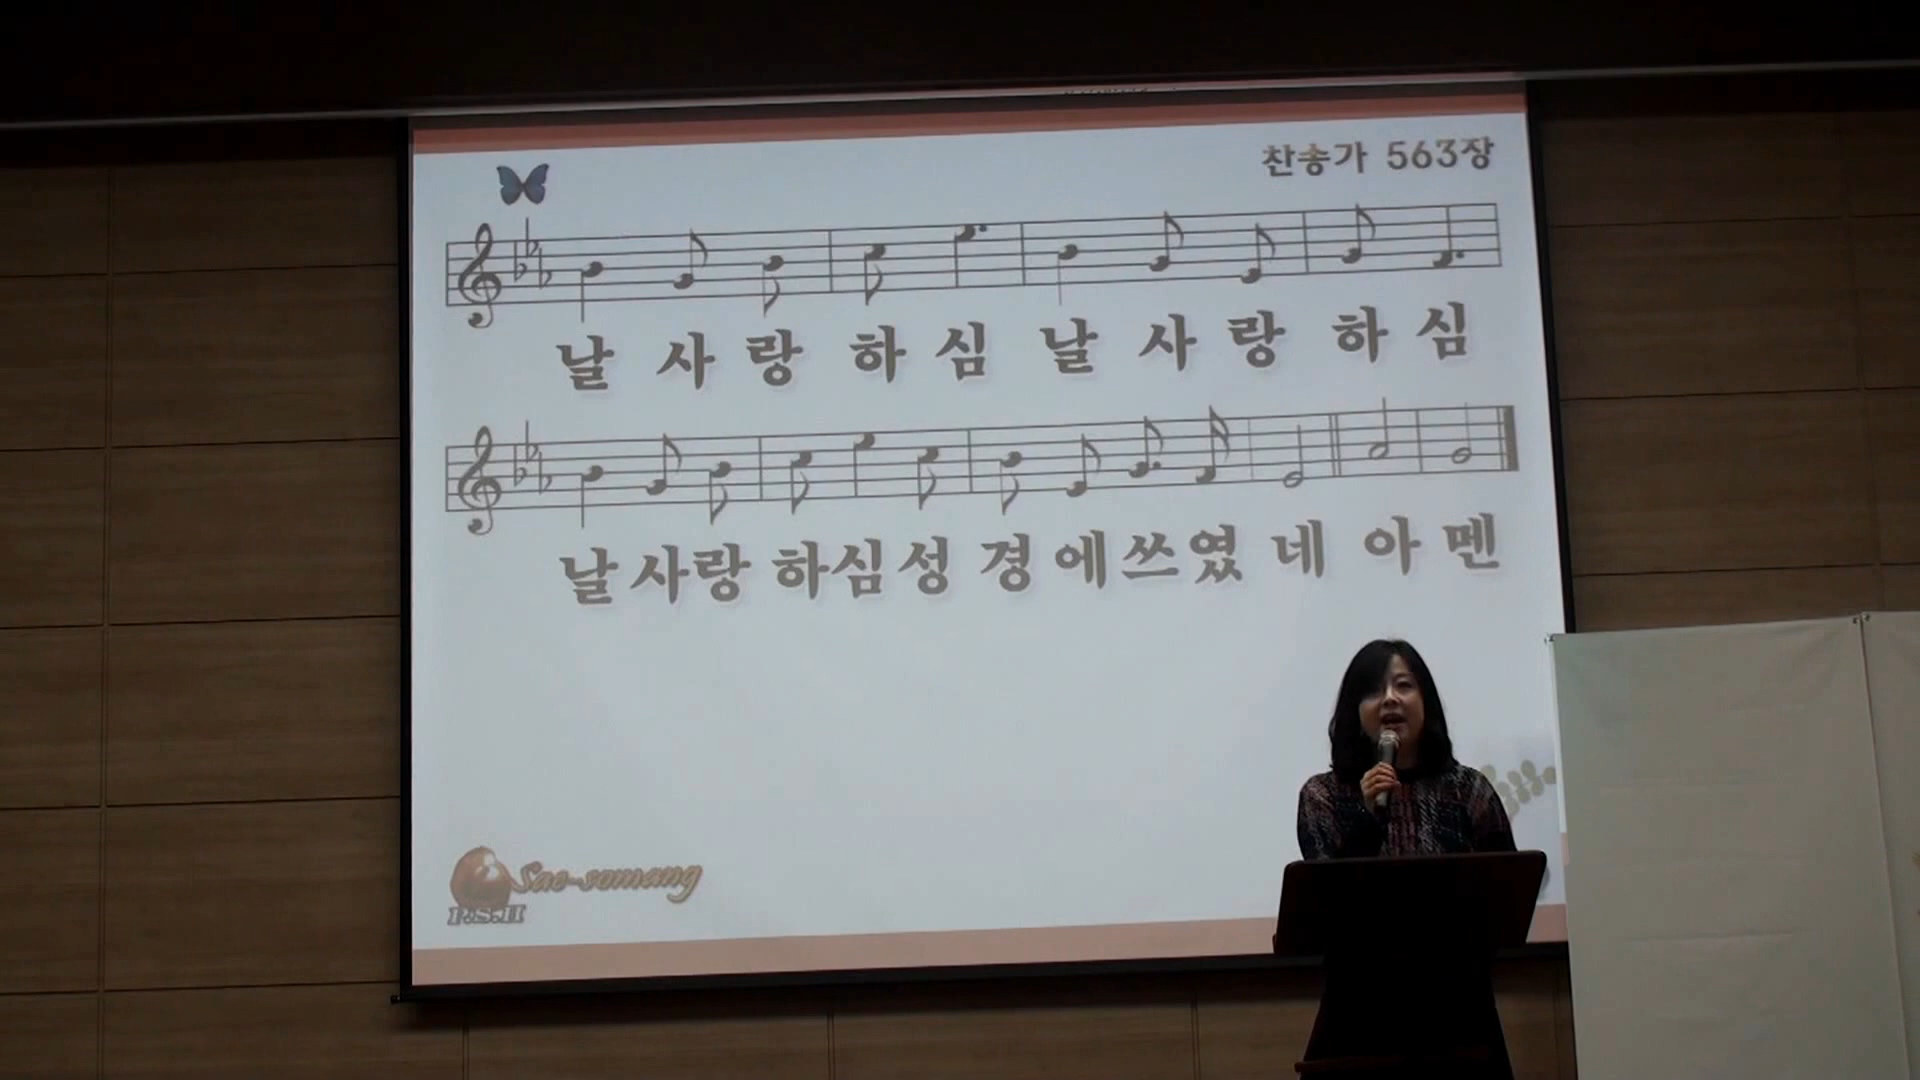 찬송가 563장
날 사 랑 하 심 날 사 랑 하 심
날 사 랑 하 심 성 경 에 쓰 였 네 아 멘
Sae-somang
P.S.H